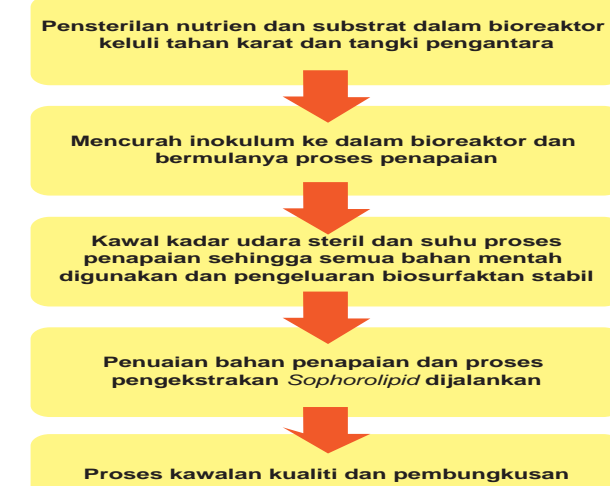 Pensterilan nutrien dan substrat dalam bioreaktor
keluli tahan karat dan tangki pengantara
Mencurah inokulum ke dalam bioreaktor dan
bermulanya proses penapaian
Kawal kadar udara steril dan suhu proses
penapaian sehingga semua bahan mentah
digunakan dan pengeluaran biosurfaktan stabil
Penuaian bahan penapaian dan proses
pengekstrakan Sophorolipid dijalankan
Proses kawalan kualiti dan pembungkusan